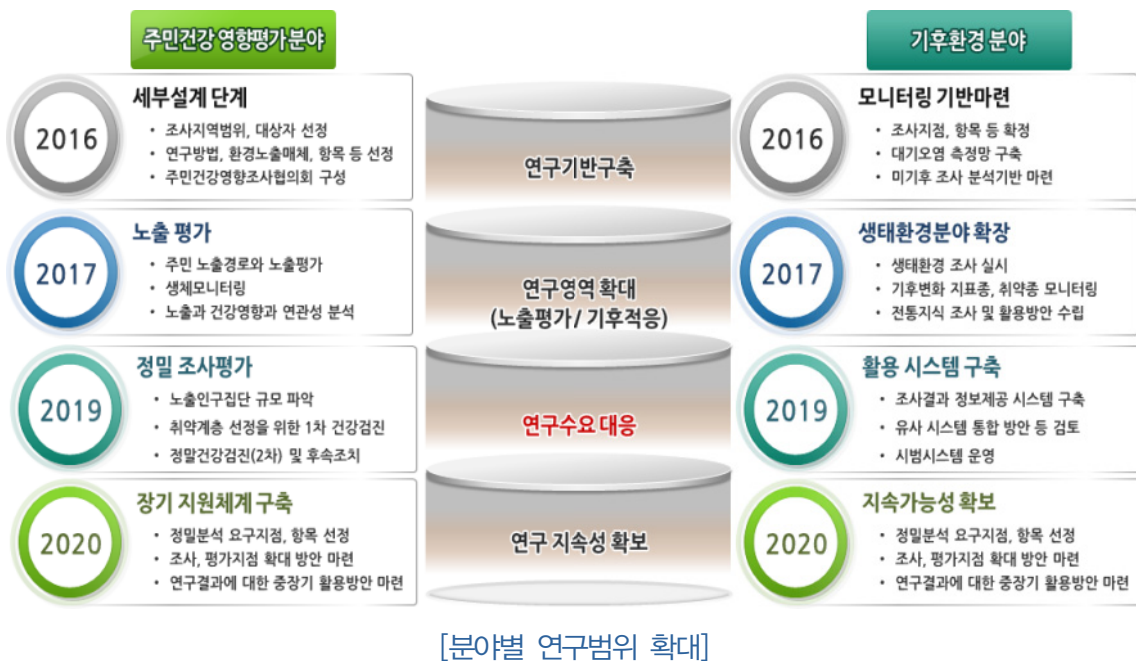 주민건강 영향평가 분야
세부설계 단계
2016
• 조사지역범위, 대상자 선정
• 연구방법, 환경노출매체, 항목 등 선정
• 주민건강영향조사협의회 구성
노출 평가
2017
• 주민 노출경로와 노출평가
• 생체모니터링
• 노출과 건강영향과 연관성 분석
정밀 조사평가
2019
• 노출인구집단 규모 파악
• 취약계층 선정을 위한 1차 건강검진
• 정말건강검진(2차) 및 후속조치
장기 지원체계 구축
2020
• 정밀분석 요구지점, 항목 선정
• 조사, 평가지점 확대 방안 마련
• 연구결과에 대한 중장기 활용방안 마련
연구기반구축
연구영역 확대
(노출평가/ 기후적응)
연구수요 대응
연구 지속성 확보
기후환경 분야
모니터링 기반마련
2016
• 조사지점, 항목 등 확정
• 대기오염 측정망 구축
• 미기후 조사 분석기반 마련
생태환경분야 확장
2017
• 생태환경 조사 실시
• 기후변화 지표종, 취약종 모니터링
• 전통지식 조사 및 활용방안 수립
활용 시스템 구축
2019
• 조사결과 정보제공 시스템 구축
• 유사 시스템 통합 방안 등 검토
• 시범시스템 운영
지속가능성 확보
2020
• 정밀분석 요구지점, 항목 선정
• 조사, 평가지점 확대 방안 마련
• 연구결과에 대한 중장기 활용방안 마련
[분야별 연구범위 확대]